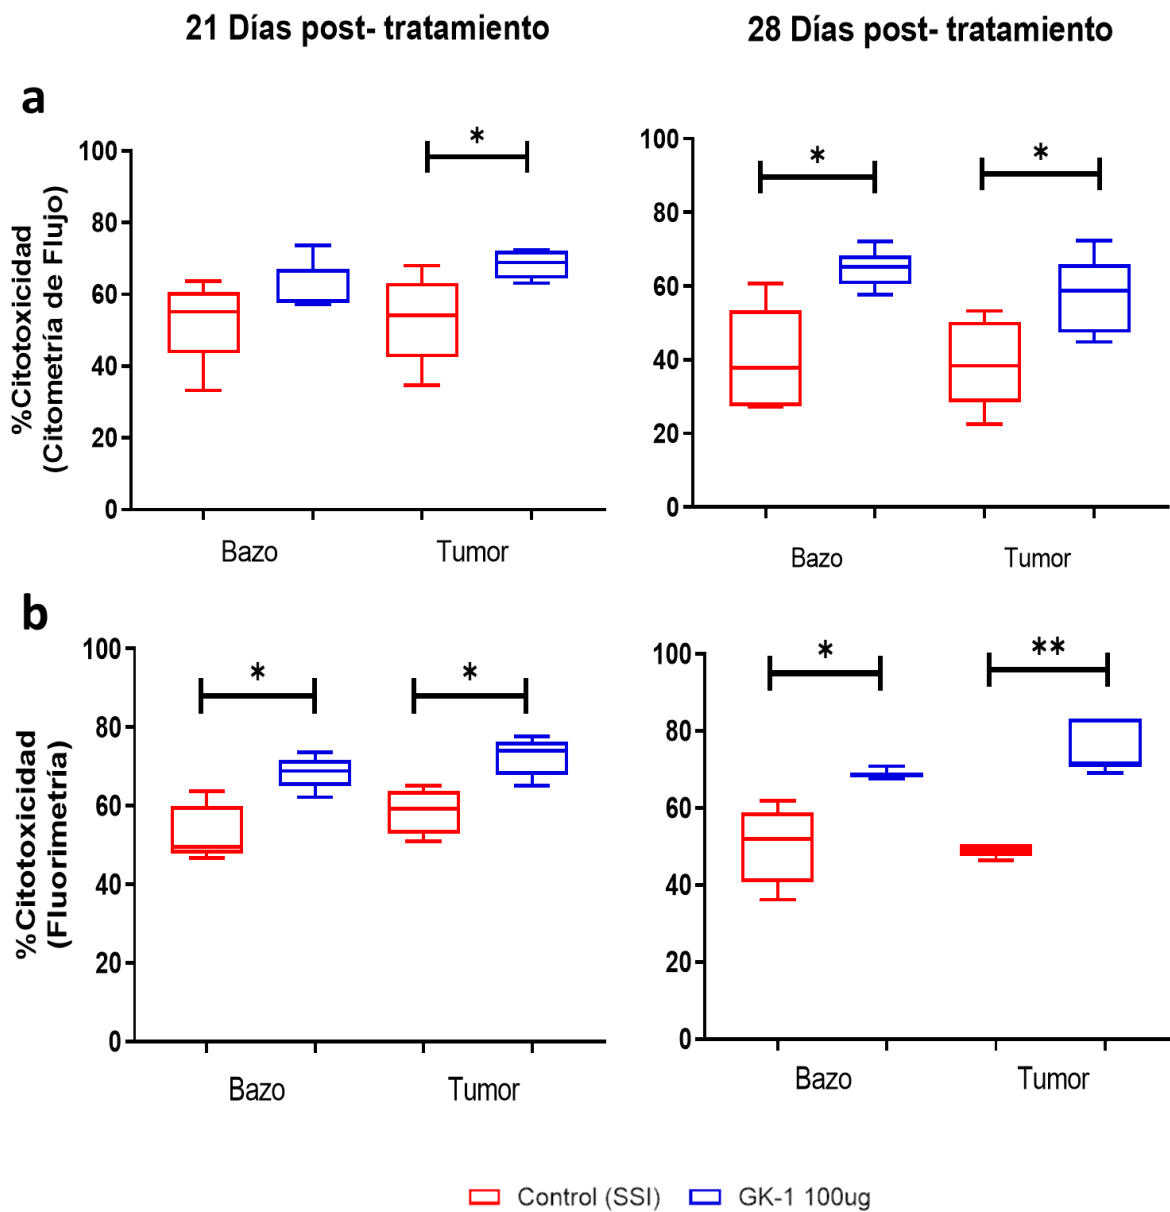 21 Días post- tratamiento
28 Días post- tratamiento
a
%Citotoxicidad
(Citometría de Flujo)
100
80
60
40
20
0
*
Bazo
Tumor
100
80
60
40
20
0
*
*
Bazo
Tumor
b
%Citotoxicidad
(Fluorimetría)
100
80
60
40
20
0
*
*
Bazo
Tumor
100
80
60
40
20
0
*
**
Bazo
Tumor
Control (SSI)
GK-1 100ug